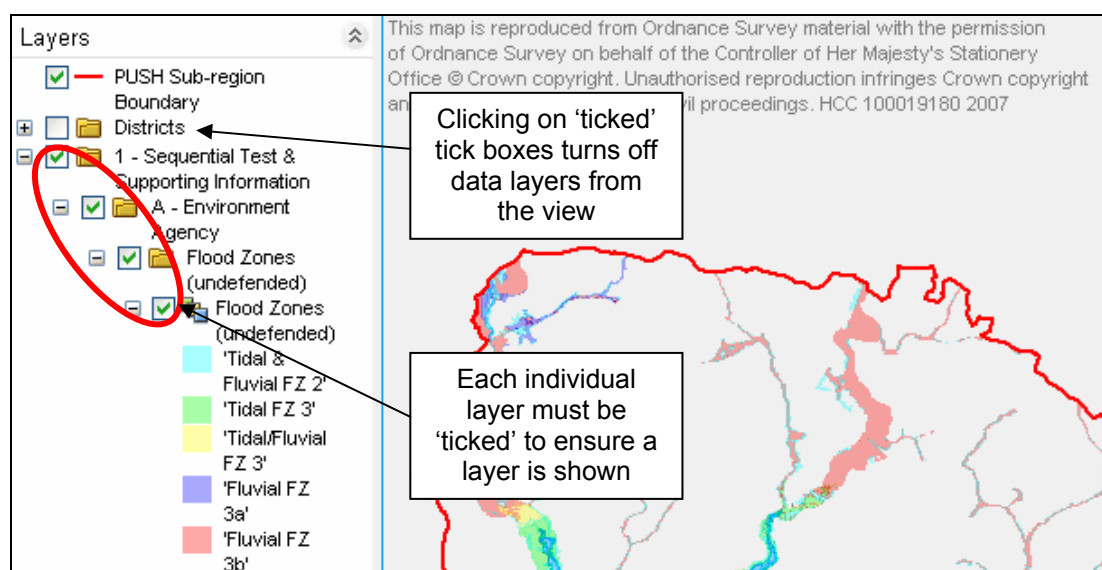 Layers
PUSH Sub-region
Boundary
Districts
1 - Sequential Test &
Supporting Information
A - Environment
Agency
Flood Zones
(undefended)
Flood Zones
(undefended)
'Tidal &
Fluvial FZ 2'
'Tidal FZ 3'
'Tidal/Fluvial
FZ 3'
'Fluvial FZ
3a'
'Fluvial FZ
3b'
This map is reproduced from Ordnance Survey material with the permission
of Ordnance Survey on behalf of the Controller of Her Majesty's Stationery
Office © Crown copyright. Unauthorised reproduction infringes Crown copyright
proceedings. HCC 100019180 2007
Clicking on ‘ticked’
tick boxes turns off
data layers from
the view
Each individual
layer must be
‘ticked’ to ensure a
layer is shown